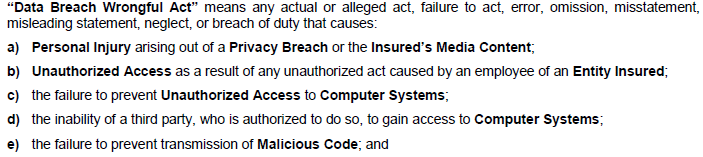 “Data Breach Wrongful Act” means any actual or alleged act, failure to act, error, omission, misstatement,
misleading statement, neglect, or breach of duty that causes:
a) Personal Injury arising out of a Privacy Breach or the Insured’s Media Content;
b) Unauthorized Access as a result of any unauthorized act caused by an employee of an Entity Insured;
c) the failure to prevent Unauthorized Access to Computer Systems;
d) the inability of a third party, who is authorized to do so, to gain access to Computer Systems;
e) the failure to prevent transmission of Malicious Code; and